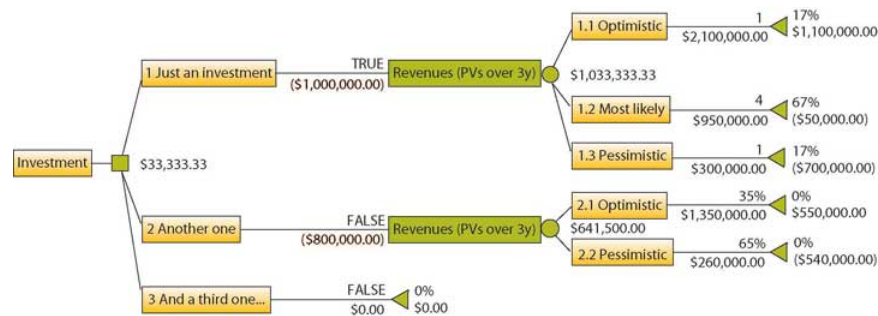 1.1 Optimistic
1
$2,100,000.00
17%
$1,100,000.00
1 Just an investment
TRUE
($1,000,000.00)
Revenues (PVs over 3y)
$1,033,333.33
1.2 Most likely
4
$950,000.00
67%
($50,000.00)
1.3 Pessimistic
1
$300,000.00
17%
($700,000.00)
Investment
$33,333.33
2.1 Optimistic
35%
$1,350,000.00
0%
$550,000.00
2 Another one
FALSE
($800,000.00)
Revenues (PVs over 3y)
$641,500.00
2.2 Pessimistic
65%
$260,000.00
0%
($540,000.00)
3 And a third one...
FALSE
$0.00
0%
$0.00